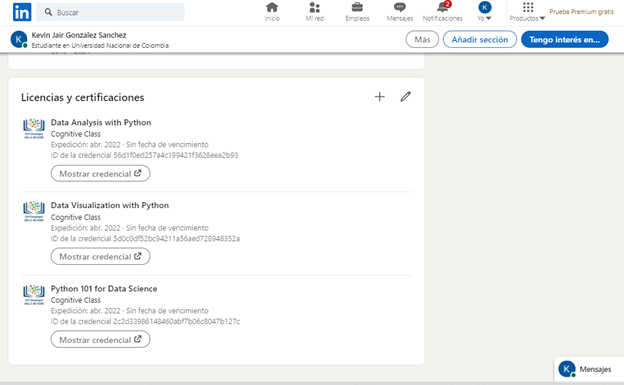 in
Buscar
Inicio
Mi red
Empleos
Mensajes
2
Notificaciones
K
Yo
Productos
Prueba Premium gratis
K
Kevin Jair Gonzalez Sanchez
Estudiante en Universidad Nacional de Colombia
Más
Añadir sección
Tengo interés en...
Licencias y certificaciones
Data Analysis with Python
Cognitive Class
Expedición: abr. 2022 · Sin fecha de vencimiento
ID de la credencial 56d1f0ed257a4c199421f3628eea2b93
Mostrar credencial
Data Visualization with Python
Cognitive Class
Expedición: abr. 2022 · Sin fecha de vencimiento
ID de la credencial 5d0c0df52bc94211a56aed728948352a
Mostrar credencial
Python 101 for Data Science
Cognitive Class
Expedición: abr. 2022 · Sin fecha de vencimiento
ID de la credencial 2c2d33986148460abf7b06c8047b127c
Mostrar credencial
K
Mensajes